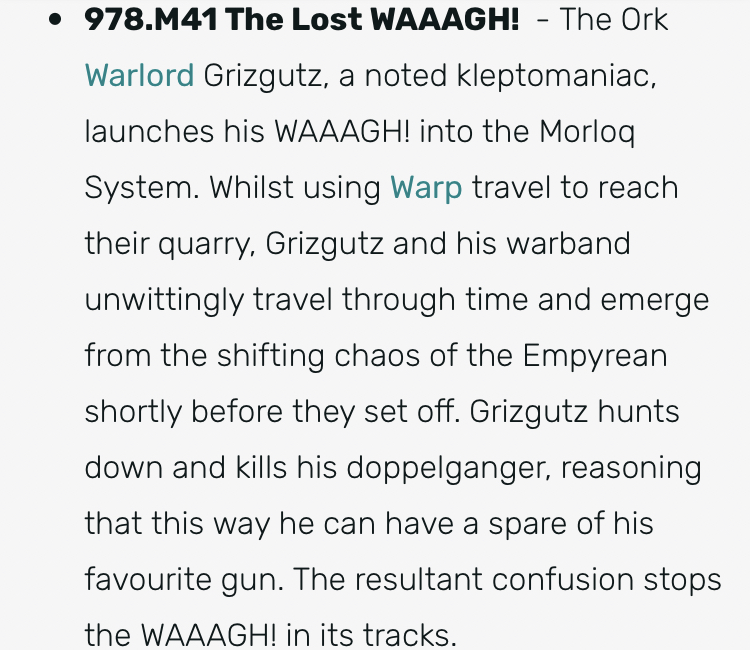 • 978.M41 The Lost WAAAGH! - The Ork
Warlord Grizgutz, a noted kleptomaniac,
launches his WAAAGH! into the Morloq
System. Whilst using Warp travel to reach
their quarry, Grizgutz and his warband
unwittingly travel through time and emerge
from the shifting chaos of the Empyrean
shortly before they set off. Grizgutz hunts
down and kills his doppelganger, reasoning
that this way he can have a spare of his
favourite gun. The resultant confusion stops
the WAAAGH! in its tracks.